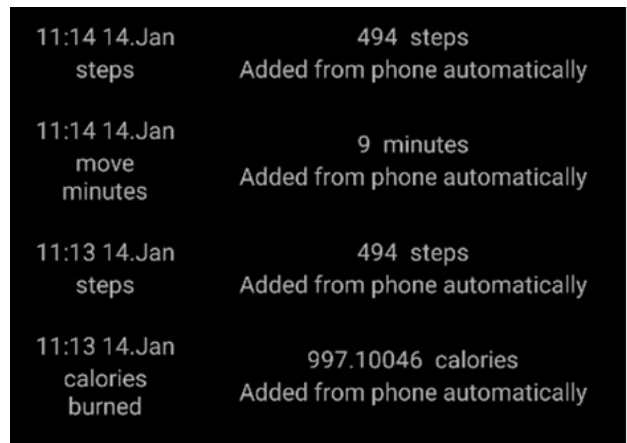 11:14 14.Jan
steps
494 steps
Added from phone automatically
11:14 14.Jan
move
minutes
9 minutes
Added from phone automatically
11:13 14.Jan
steps
494 steps
Added from phone automatically
11:13 14.Jan
calories
burned
997.10046 calories
Added from phone automatically